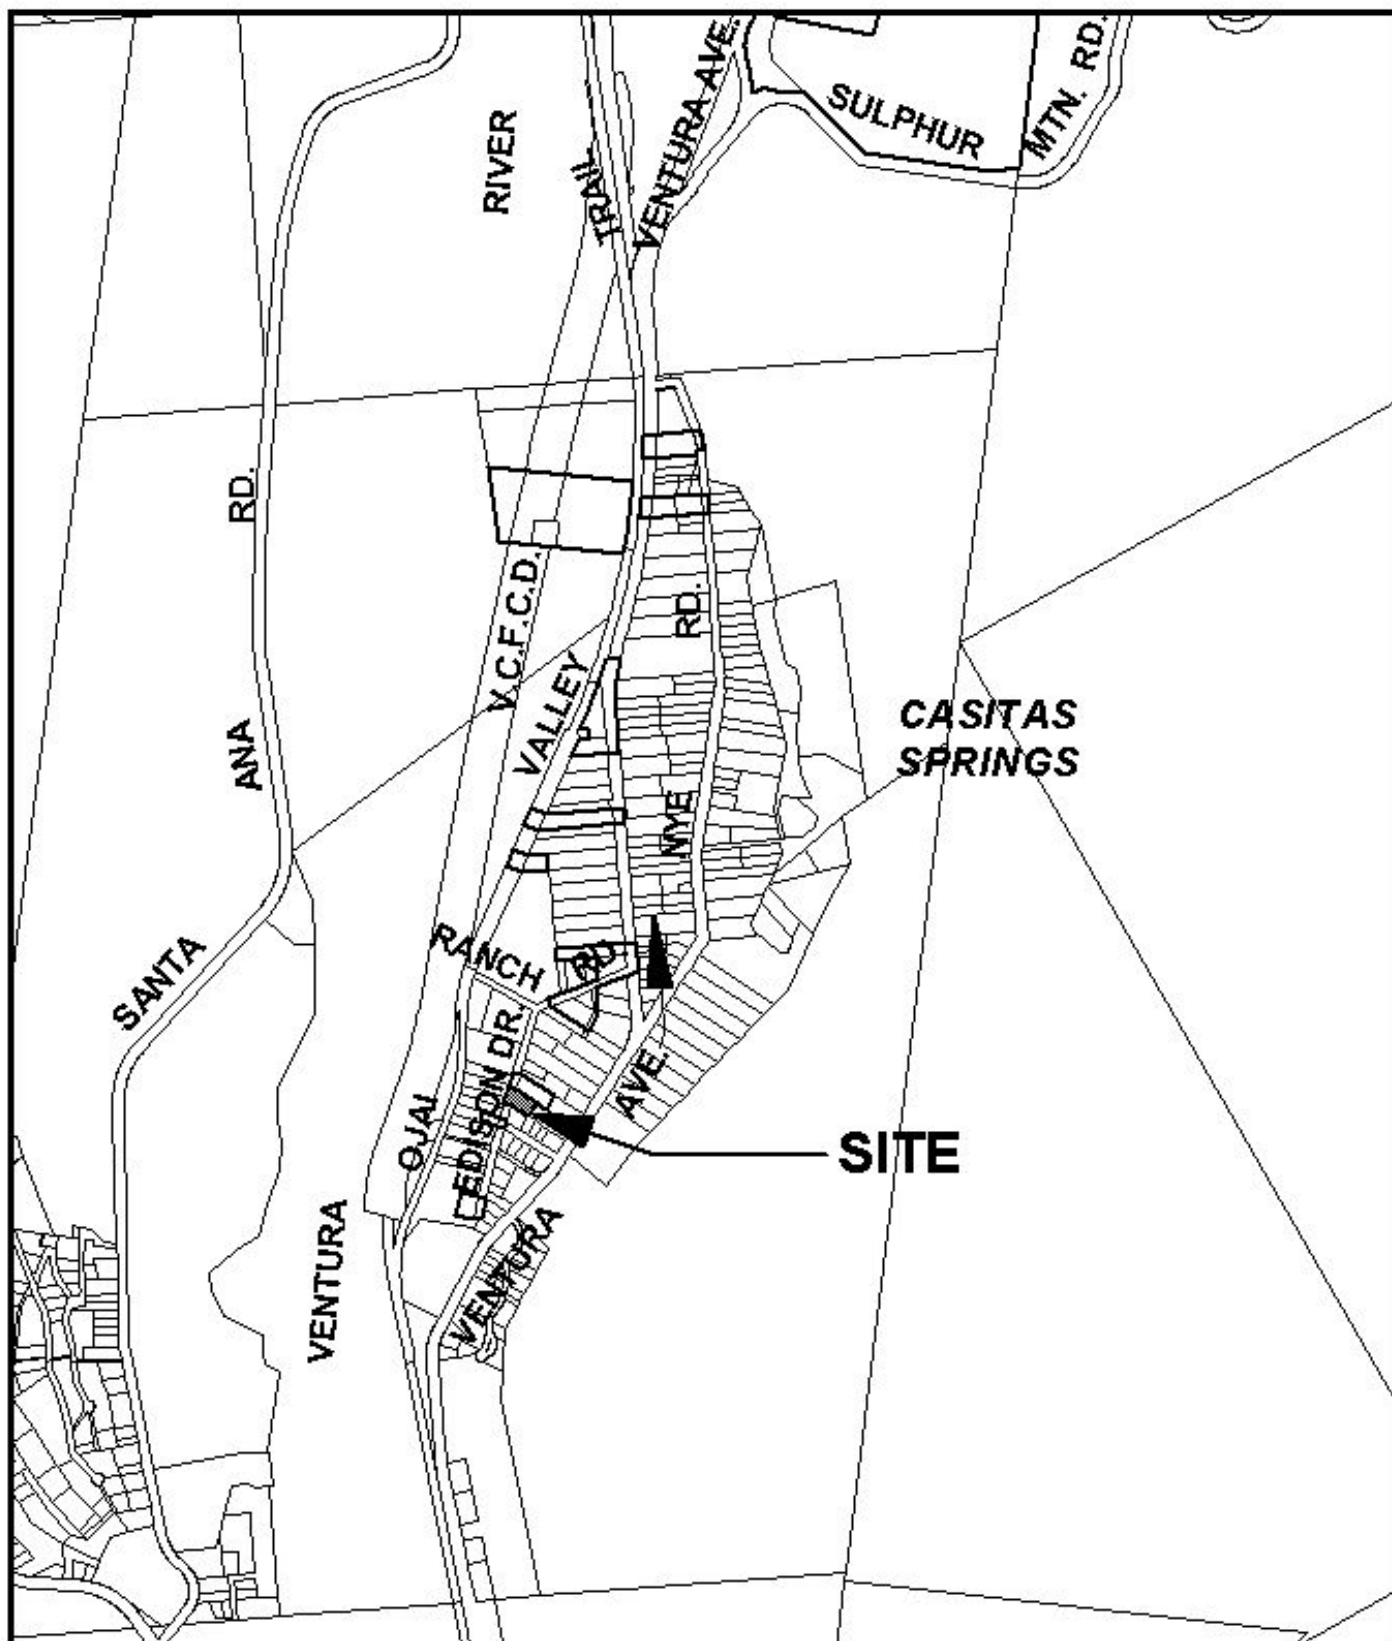 VENTURA AVE.
SULPHUR
MTN. RD.
RIVER
TRAIL
RD.
V.C.F.C.D.
RD.
VALLEY
CASITAS
SPRINGS
ANA
NYE
RANCH
RD
SANTA
EDISON DR.
AVE.
OJAI
SITE
VENTURA
VENTURA